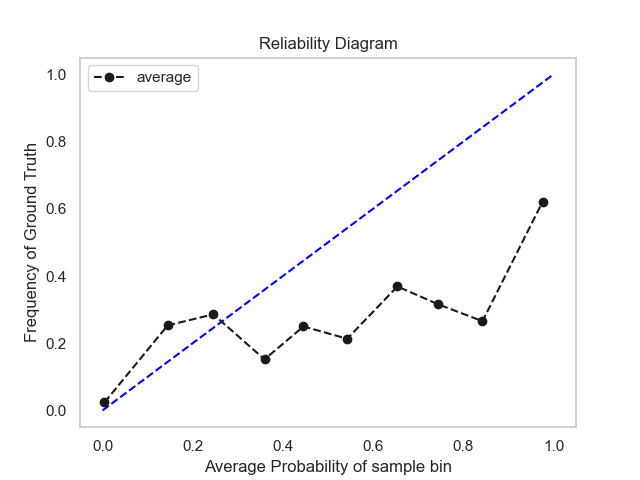 Reliability Diagram
average
Frequency of Ground Truth
1.0
0.8
0.6
0.4
0.2
0.0
0.0 0.2 0.4 0.6 0.8 1.0
Average Probability of sample bin